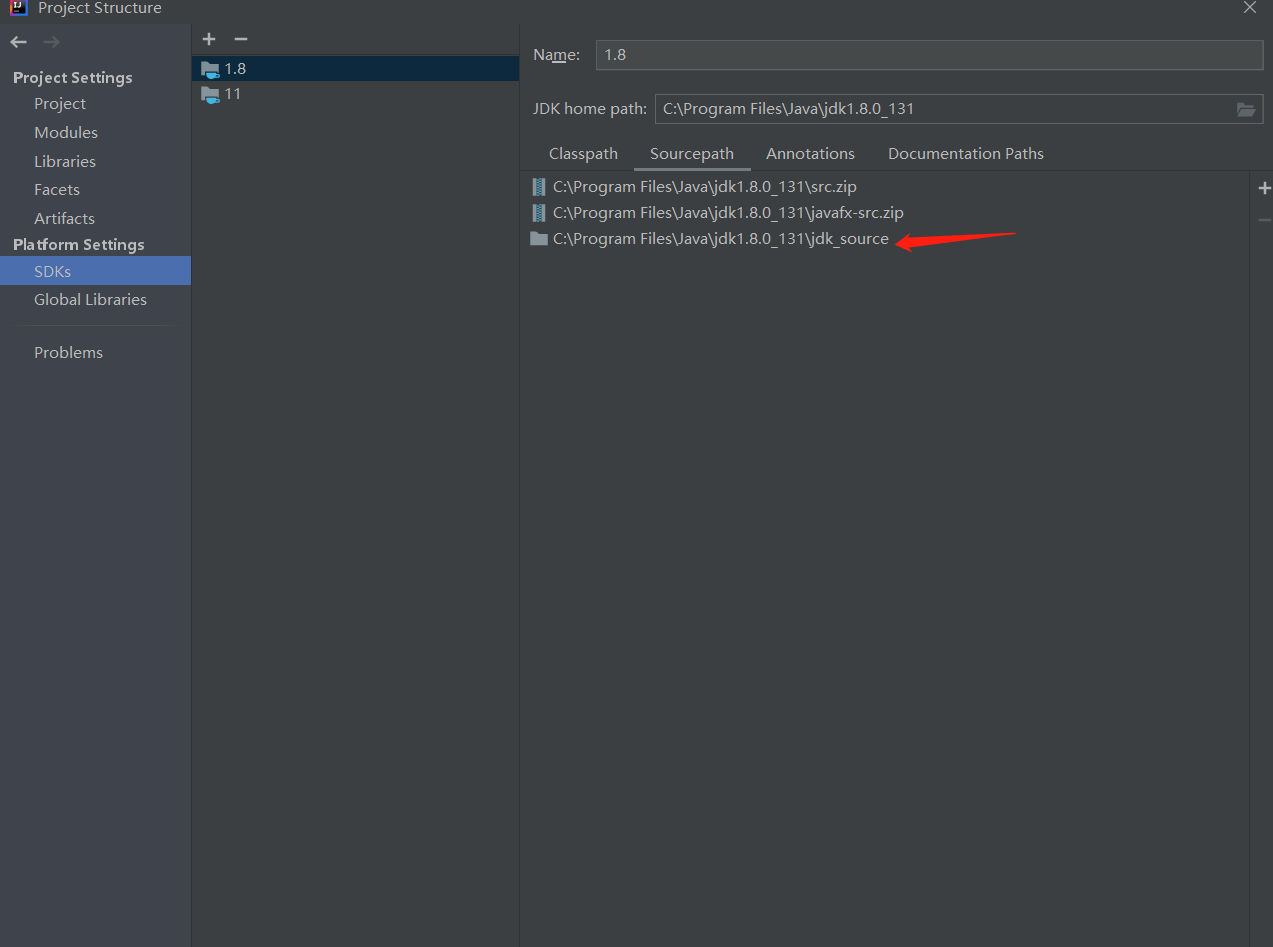 Project Structure
Project Settings
Project
Modules
Libraries
Facets
Artifacts
Platform Settings
SDKs
Global Libraries
Problems
1.8
11
Name: 1.8
JDK home path: C:\Program Files\Java\jdk1.8.0_131
Classpath Sourcepath Annotations Documentation Paths
C:\Program Files\Java\jdk1.8.0_131\src.zip
C:\Program Files\Java\jdk1.8.0_131\javafx-src.zip
C:\Program Files\Java\jdk1.8.0_131\jdk_source